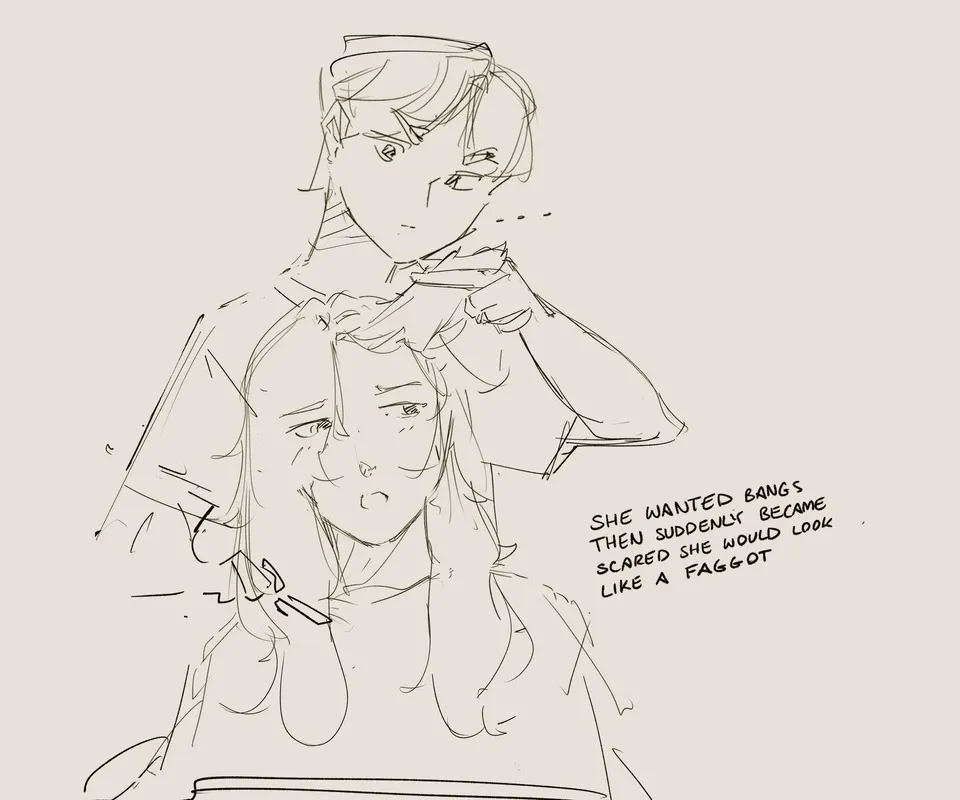 SHE WANTED BANGS
THEN SUDDENLY BECAME
SCARED SHE WOULD LOOK
LIKE A FAGGOT